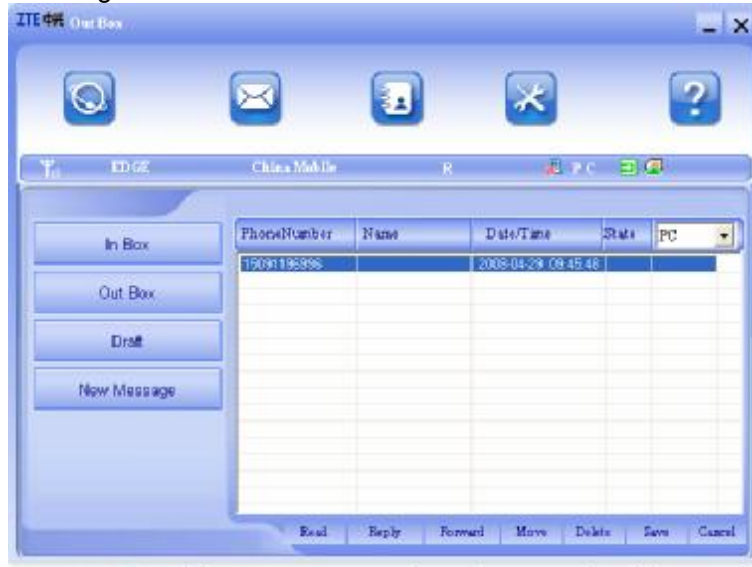 ZTE中兴 Out Box
EDGE China Mobile R PC
PhoneNumber Name Date/Time State PC
15091196996 2008-04-29 09:45:48
In Box
Out Box
Draft
New Message
Read Reply Forward Move Delete Save Cancel